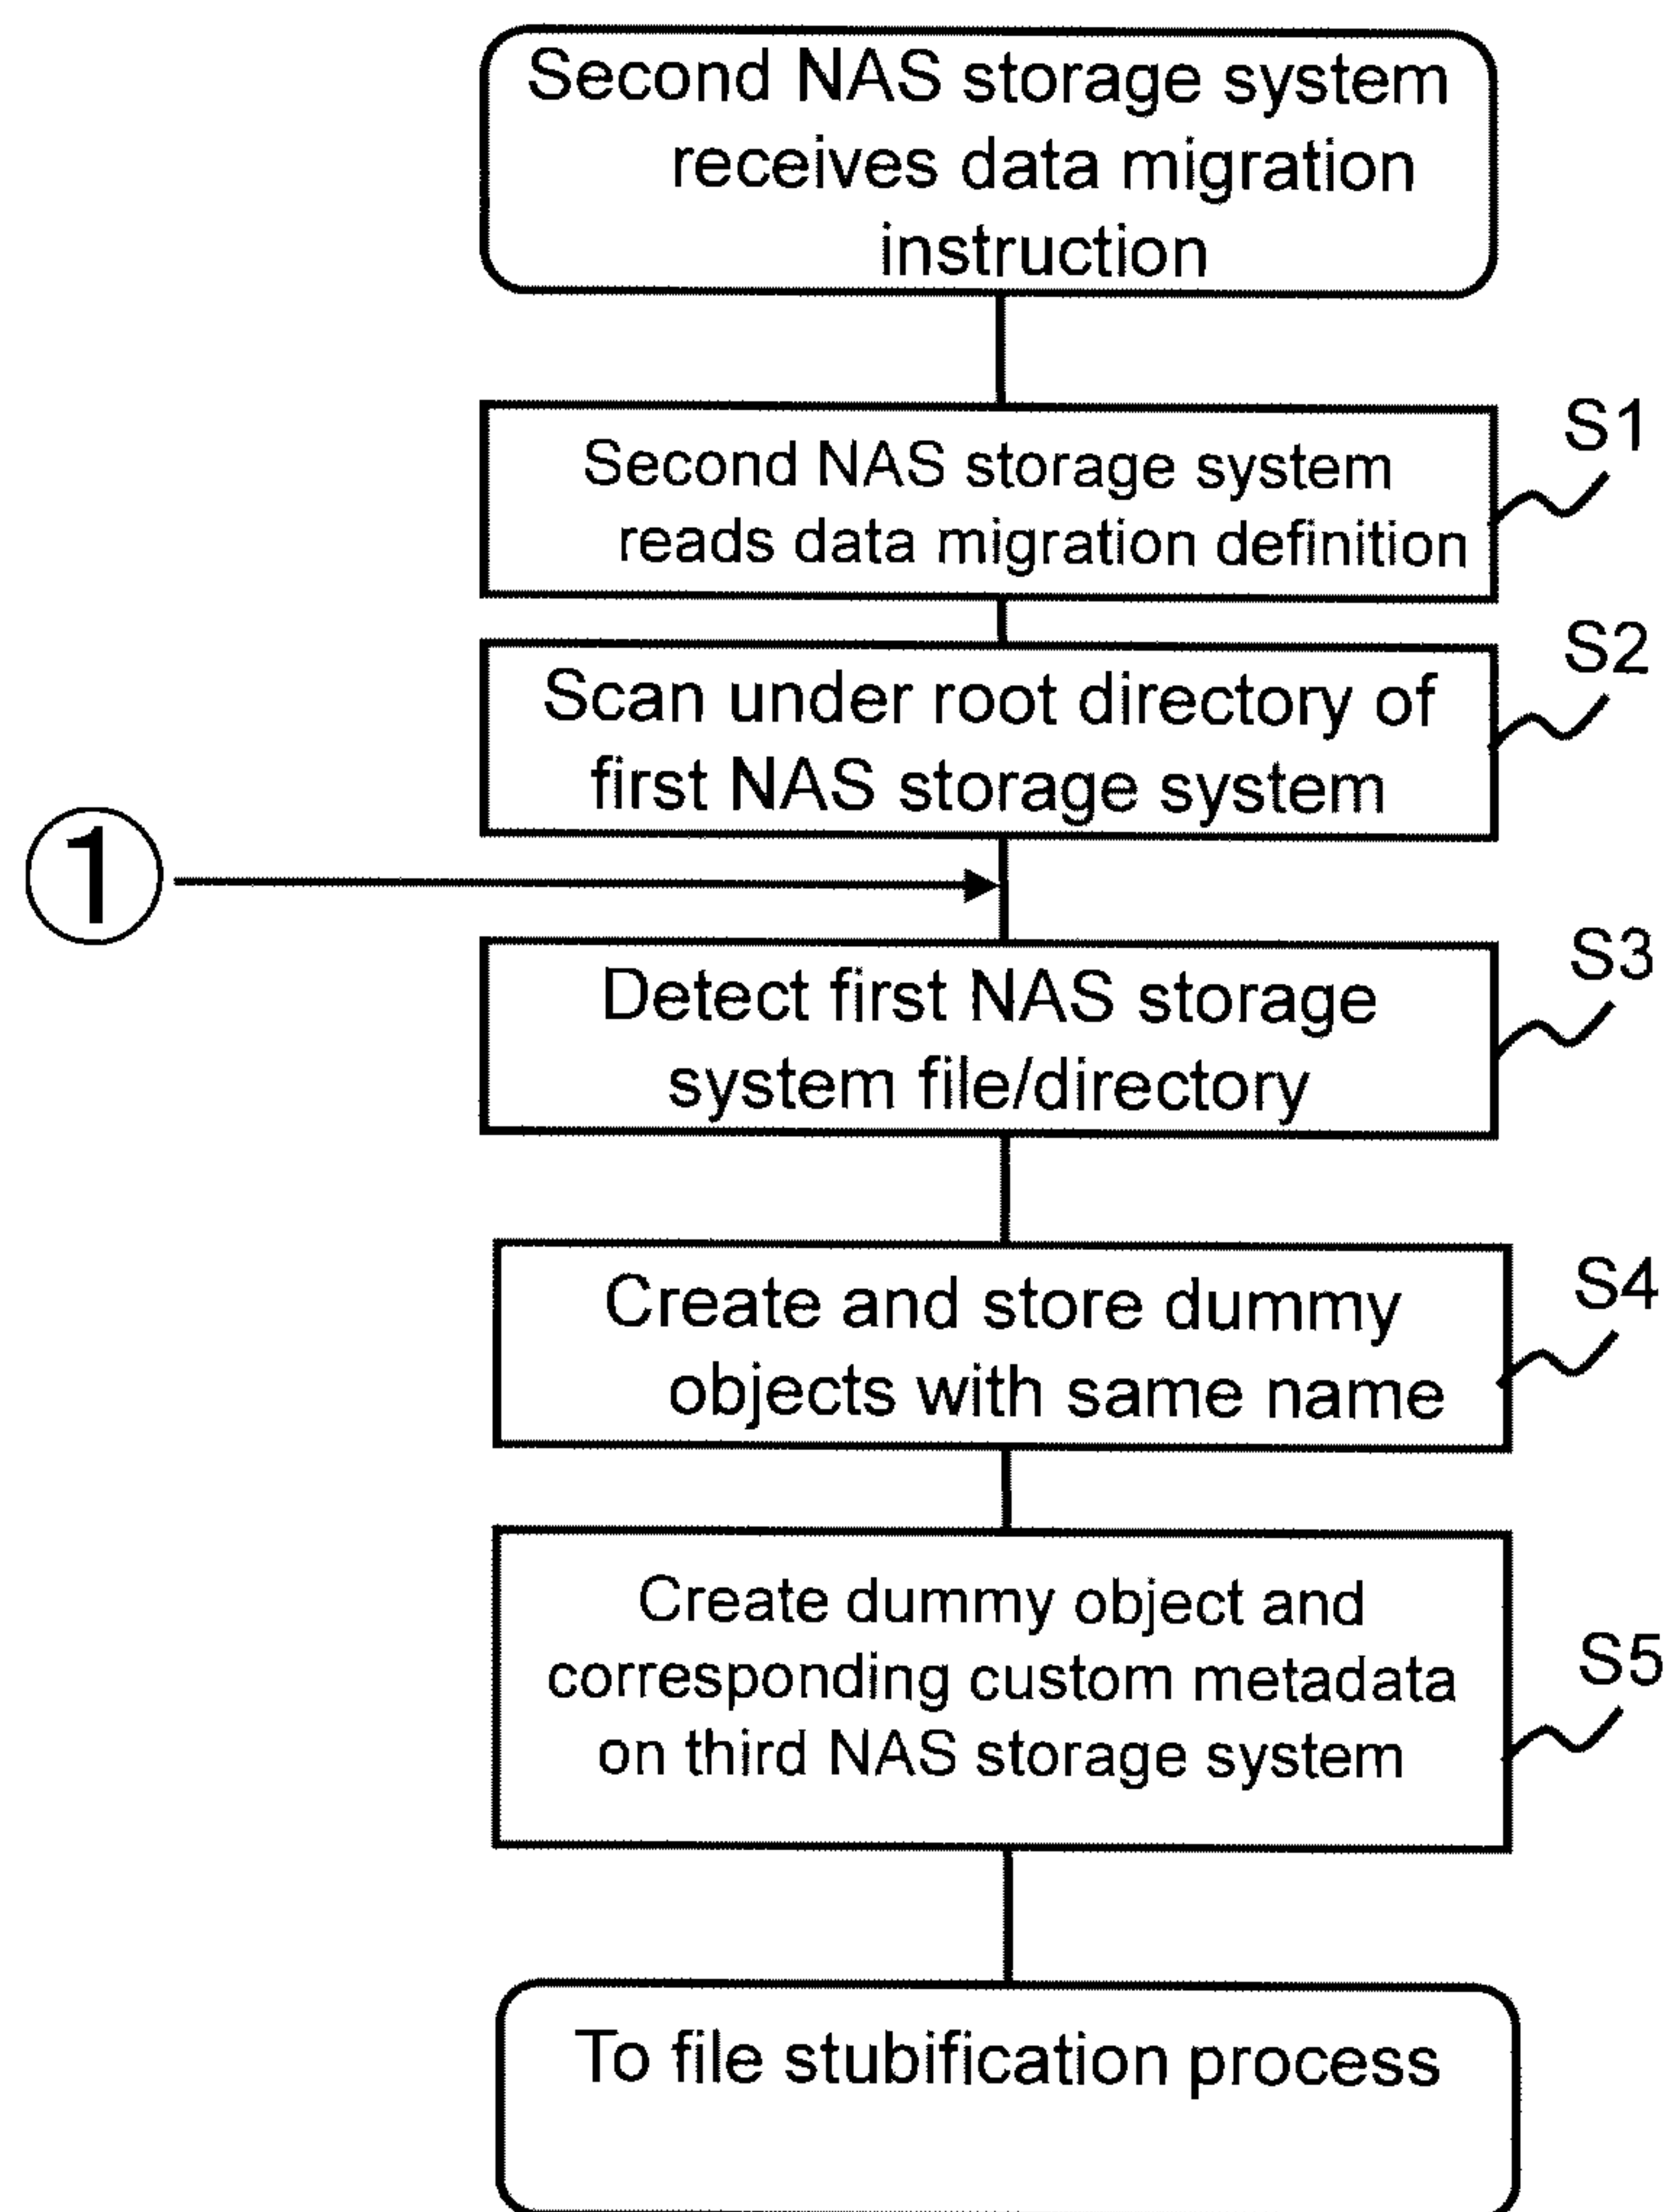 Second NAS storage system
receives data migration
instruction
S1
Second NAS storage system
reads data migration definition
S2
Scan under root directory of
first NAS storage system
1
S3
Detect first NAS storage
system file/directory
S4
Create and store dummy
objects with same name
Create dummy object and
corresponding custom metadata
on third NAS storage system
S5
To file stubification process